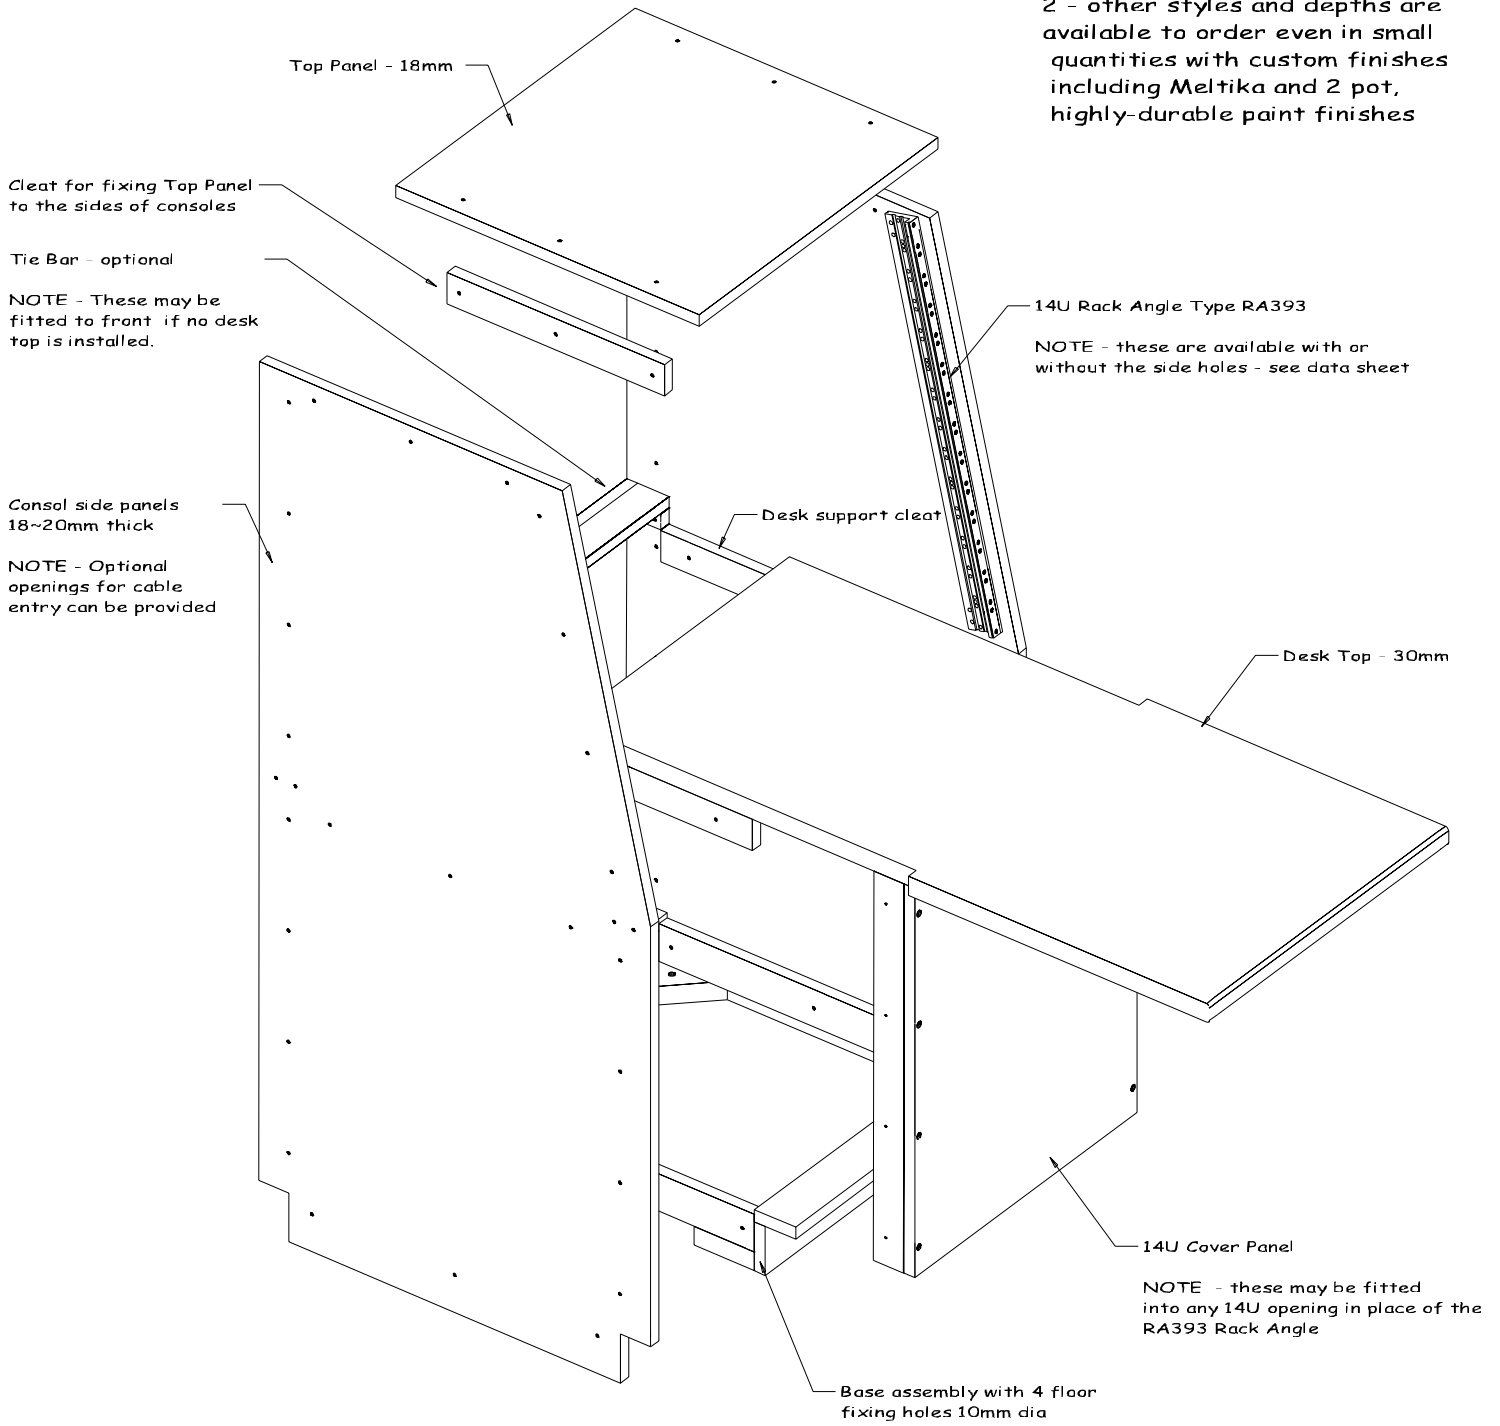 2 - other styles and depths are
available to order even in small
quantities with custom finishes
including Meltika and 2 pot,
highly-durable paint finishes
Top Panel - 18mm
Cleat for fixing Top Panel
to the sides of consoles
Tie Bar - optional
NOTE - These may be
fitted to front if no desk
top is installed.
14U Rack Angle Type RA393
NOTE - these are available with or
without the side holes - see data sheet
Consol side panels
18~20mm thick
NOTE - Optional
openings for cable
entry can be provided
Desk support cleat
Desk Top - 30mm
14U Cover Panel
NOTE - these may be fitted
into any 14U opening in place of the
RA393 Rack Angle
Base assembly with 4 floor
fixing holes 10mm dia